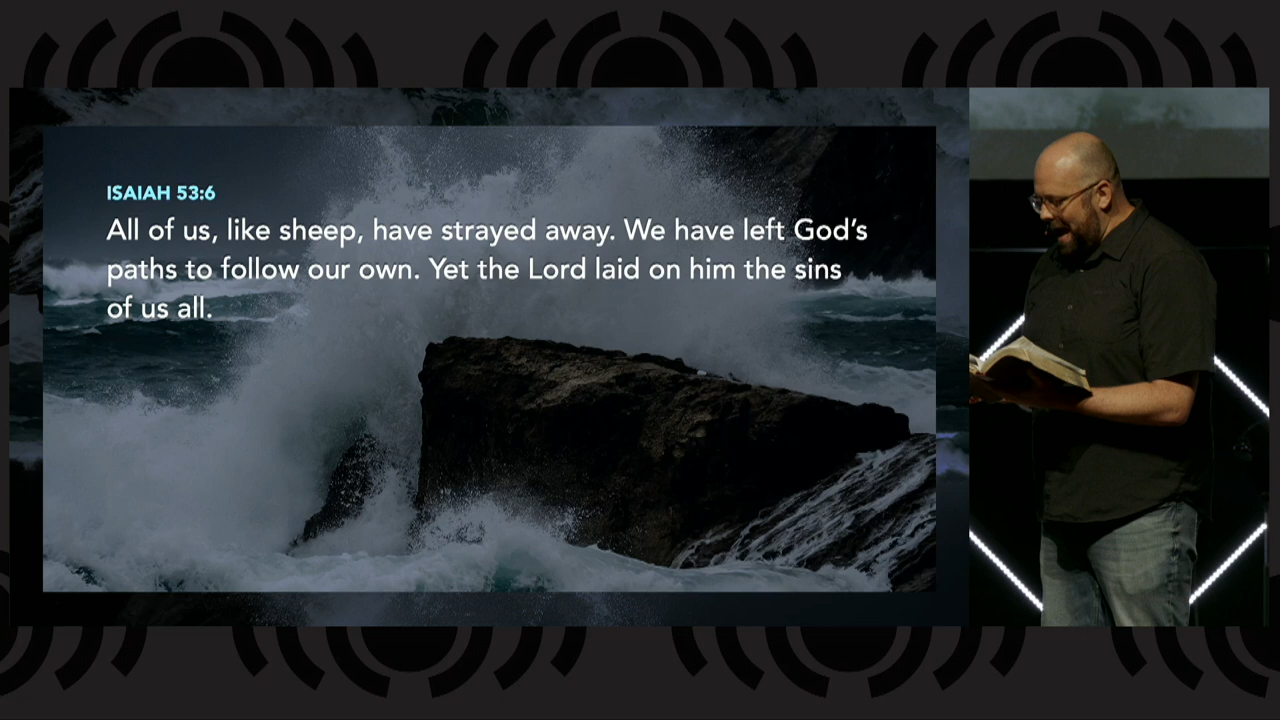 ISAIAH 53:6
All of us, like sheep, have strayed away. We have left God’s
paths to follow our own. Yet the Lord laid on him the sins
of us all.